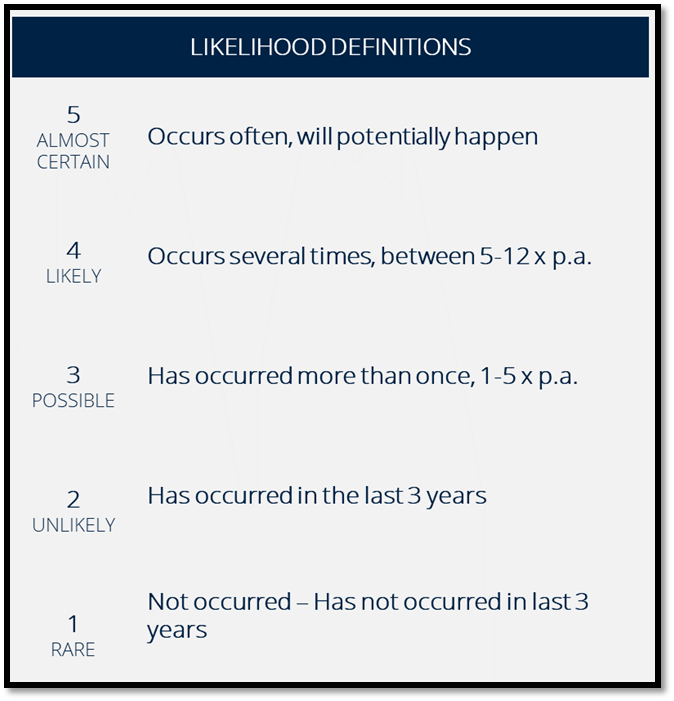 LIKELIHOOD DEFINITIONS
5
ALMOST
CERTAIN
Occurs often, will potentially happen
4
LIKELY
Occurs several times, between 5-12 x p.a.
3
POSSIBLE
Has occurred more than once, 1-5 x p.a.
2
UNLIKELY
Has occurred in the last 3 years
1
RARE
Not occurred – Has not occurred in last 3
years